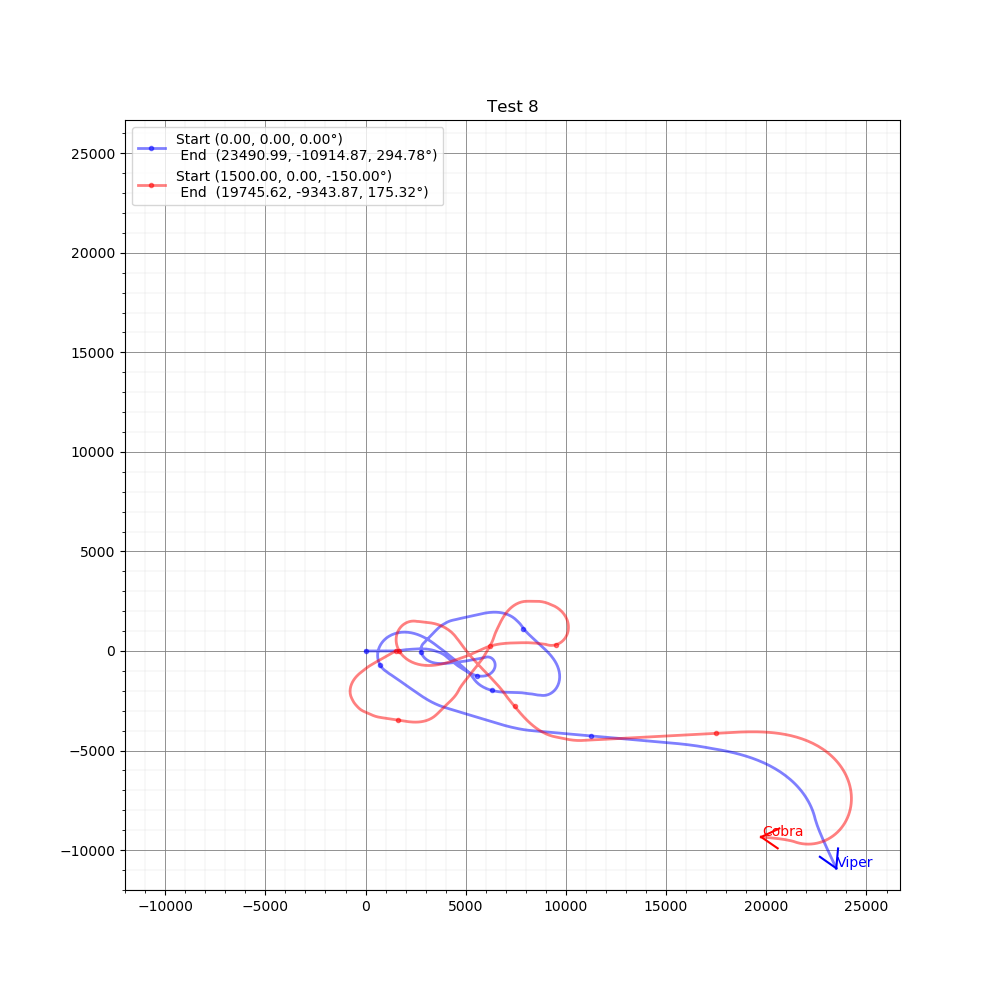 Test 8
Start (0.00, 0.00, 0.00°)
End (23490.99, -10914.87, 294.78°)
Start (1500.00, 0.00, -150.00°)
End (19745.62, -9343.87, 175.32°)
25000
20000
15000
10000
5000
0
−5000
−10000
Cobra
Viper
−10000 −5000 0 5000 10000 15000 20000 25000